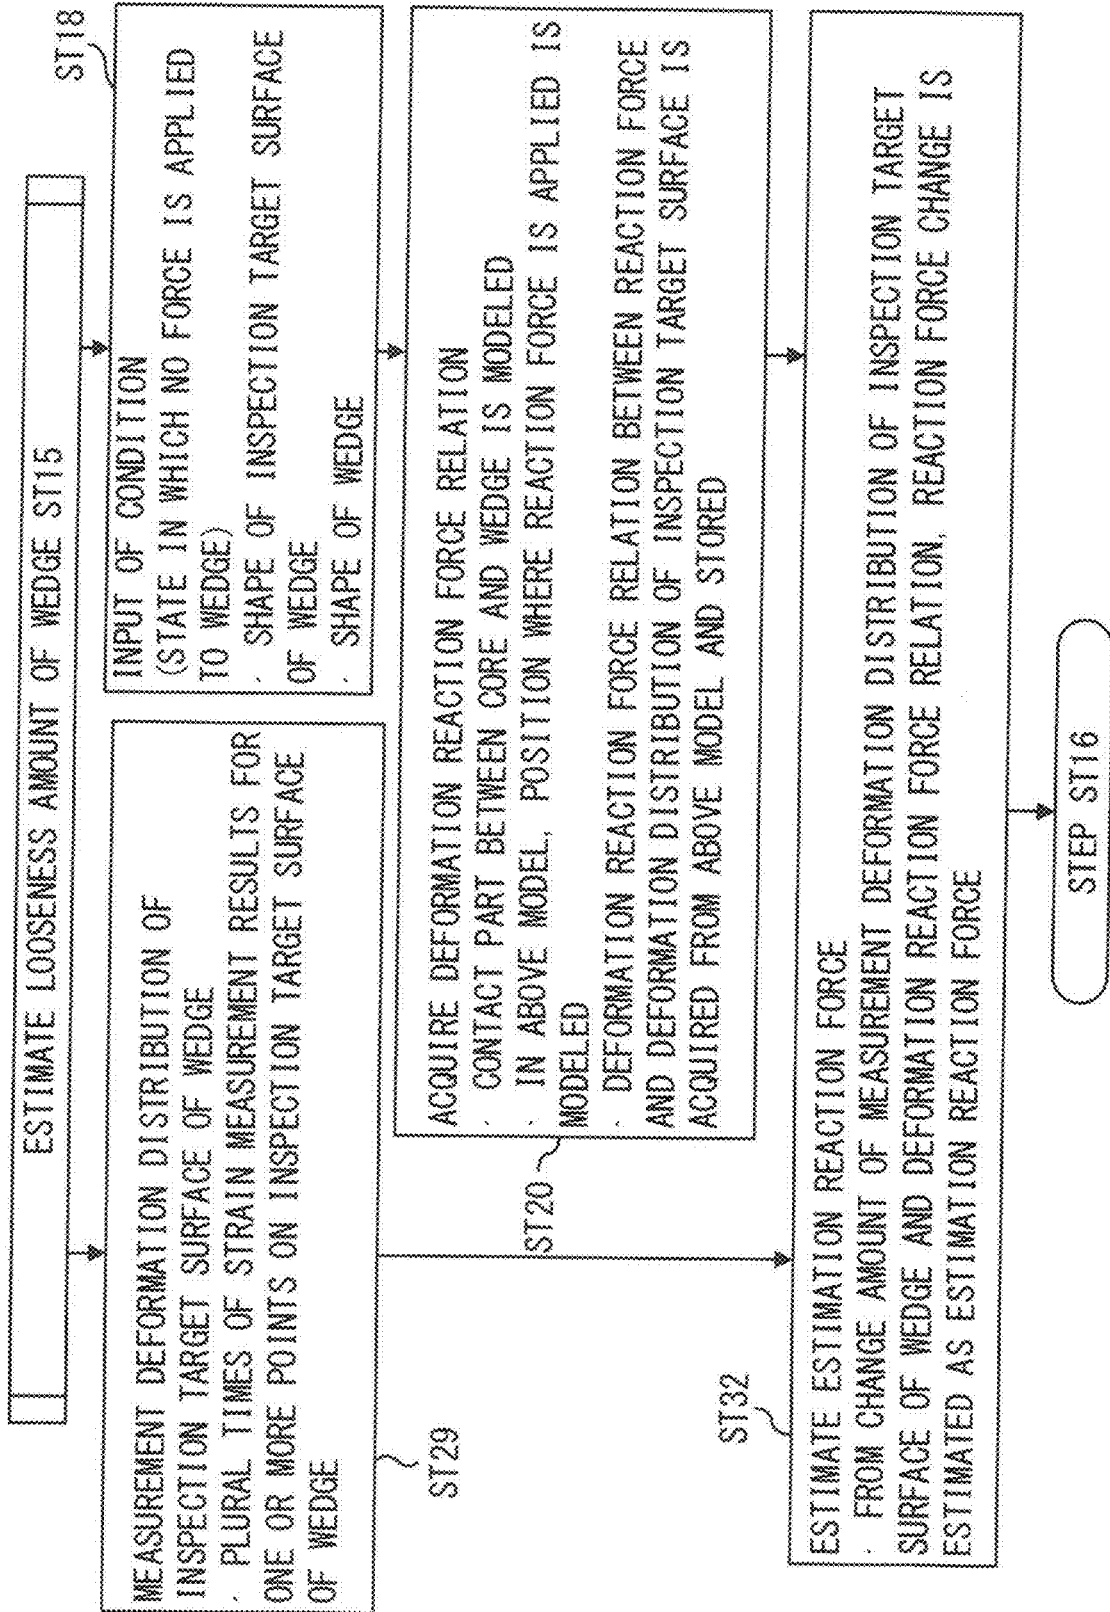 ESTIMATE LOOSENESS AMOUNT OF WEDGE ST15
MEASUREMENT DEFORMATION DISTRIBUTION OF
INSPECTION TARGET SURFACE OF WEDGE
· PLURAL TIMES OF STRAIN MEASUREMENT RESULTS FOR
ONE OR MORE POINTS ON INSPECTION TARGET SURFACE
OF WEDGE
ST29
ST18
INPUT OF CONDITION
(STATE IN WHICH NO FORCE IS APPLIED
TO WEDGE)
· SHAPE OF INSPECTION TARGET SURFACE
OF WEDGE
· SHAPE OF WEDGE
ACQUIRE DEFORMATION REACTION FORCE RELATION
· CONTACT PART BETWEEN CORE AND WEDGE IS MODELED
· IN ABOVE MODEL, POSITION WHERE REACTION FORCE IS APPLIED IS
MODELED
· DEFORMATION REACTION FORCE RELATION BETWEEN REACTION FORCE
AND DEFORMATION DISTRIBUTION OF INSPECTION TARGET SURFACE IS
ACQUIRED FROM ABOVE MODEL AND STORED
ST20
ST32
ESTIMATE ESTIMATION REACTION FORCE
· FROM CHANGE AMOUNT OF MEASUREMENT DEFORMATION DISTRIBUTION OF INSPECTION TARGET
SURFACE OF WEDGE AND DEFORMATION REACTION FORCE RELATION, REACTION FORCE CHANGE IS
ESTIMATED AS ESTIMATION REACTION FORCE
STEP ST16